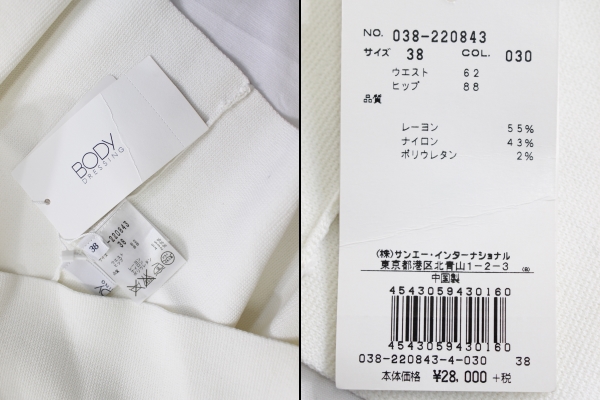 BODY
DRESSING
38
-220843
38
NO. 038-220843
サイズ 38 COL. 030
ウエスト 62
ヒップ 88
品質
レーヨン 55%
ナイロン 43%
ポリウレタン 2%
(株)サンエー・インターナショナル
東京都港区北青山1-2-3
中国製
4543059430160
4543059430160
038-220843-4-030 38
本体価格 ¥28,000+税